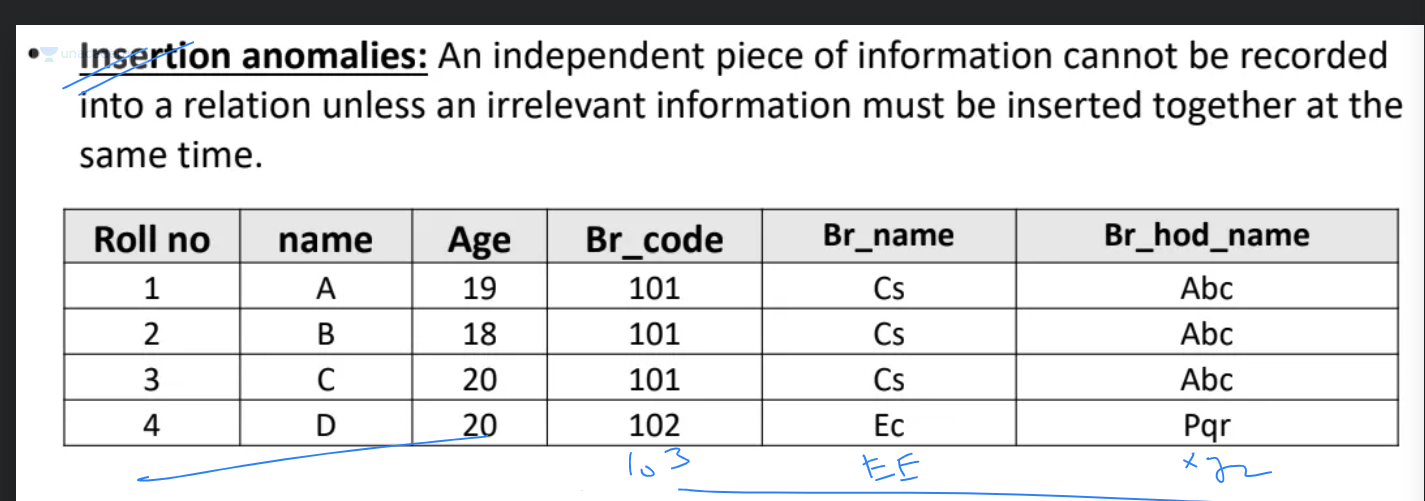 • Insertion anomalies: An independent piece of information cannot be recorded
into a relation unless an irrelevant information must be inserted together at the
same time.
Roll no name Age Br_code Br_name Br_hod_name
1 A 19 101 Cs Abc
2 B 18 101 Cs Abc
3 C 20 101 Cs Abc
4 D 20 102 Ec Pqr
103 EE xyz